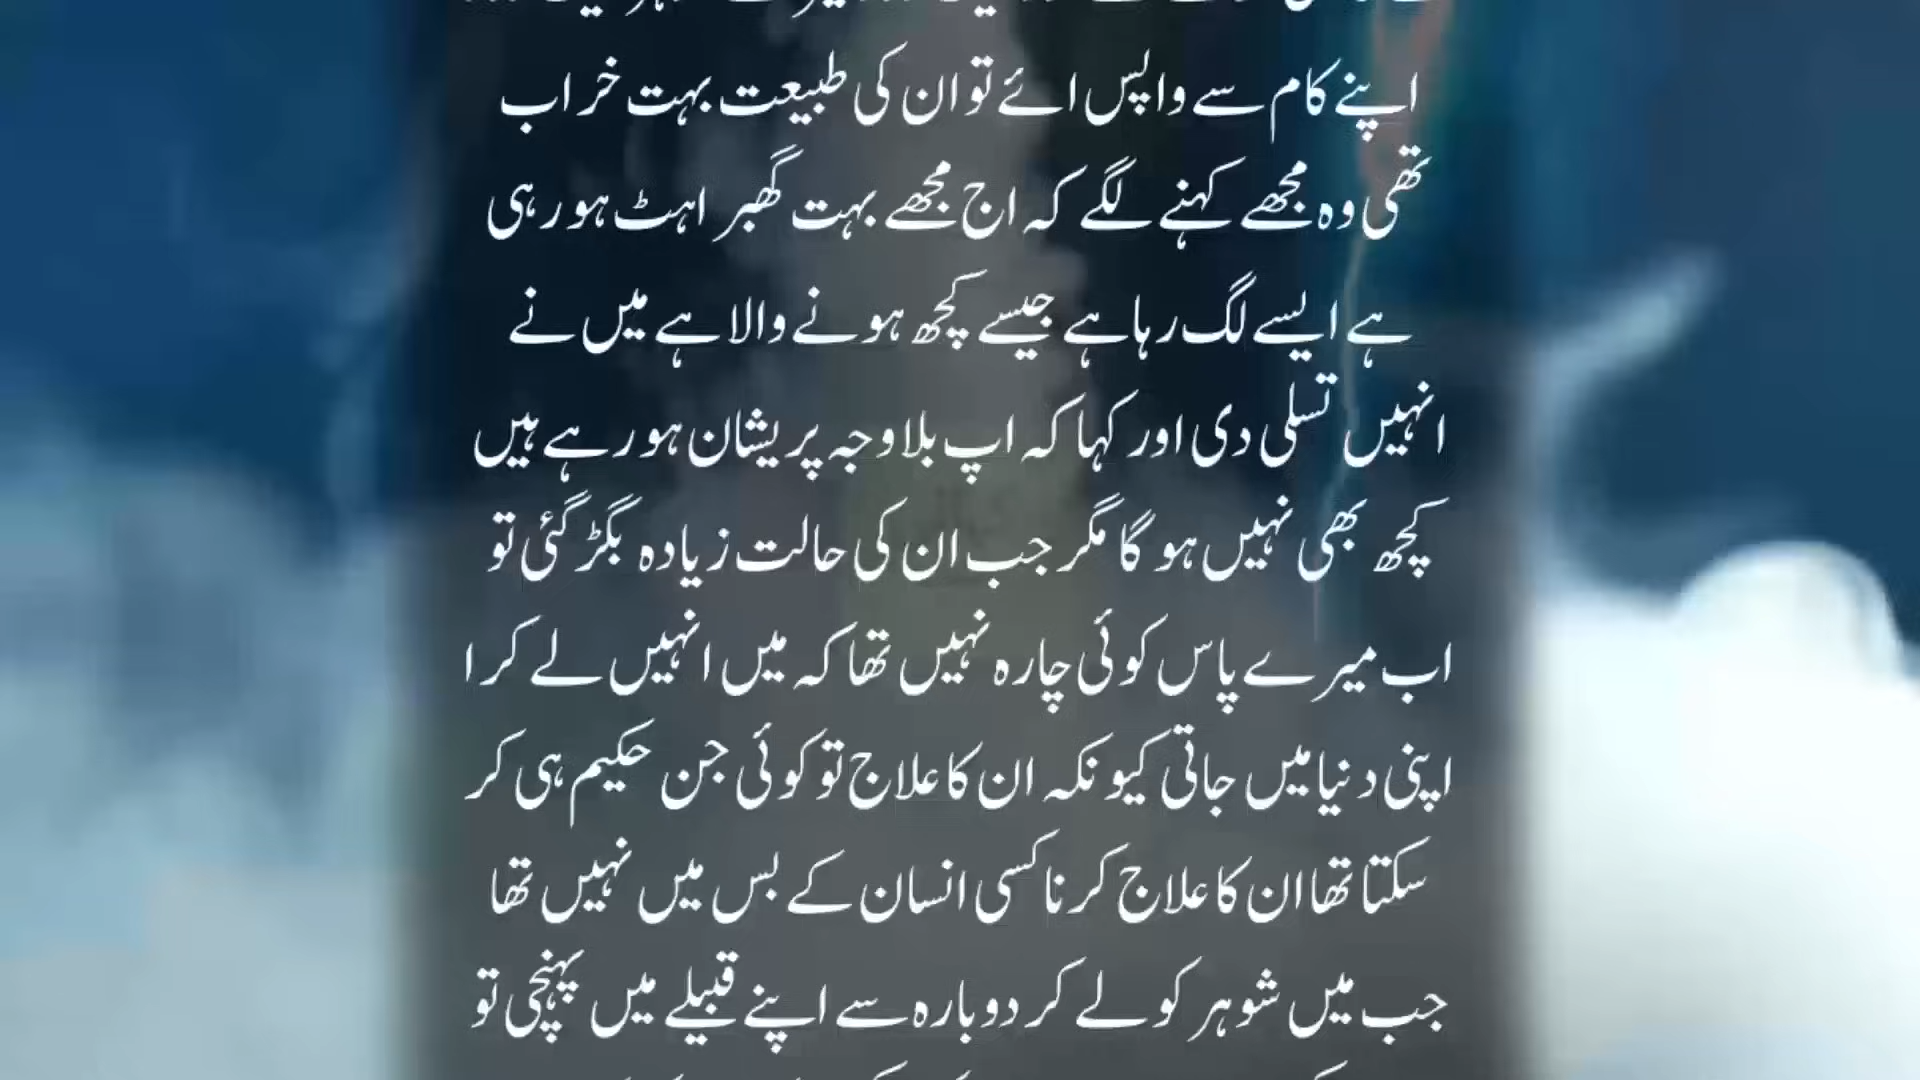 اپنے کام سے واپس ائے تو ان کی طبیعت بہت خراب
تھی وہ مجھے کہنے لگے کہ اج مجھے بہت گھبراہٹ ہو رہی
ہے ایسے لگ رہا ہے جیسے کچھ ہونے والا ہے میں نے
انہیں تسلی دی اور کہا کہ اپ بلاوجہ پریشان ہو رہے ہیں
کچھ بھی نہیں ہو گا مگر جب ان کی حالت زیادہ بگڑ گئی تو
اب میرے پاس کوئی چارہ نہیں تھا کہ میں انہیں لے کر ا
اپنی دنیا میں جاتی کیونکہ ان کا علاج تو کوئی جن حکیم ہی کر
سکتا تھا ان کا علاج کرنا کسی انسان کے بس میں نہیں تھا
جب میں شوہر کو لے کر دوبارہ سے اپنے قبیلے میں پہنچی تو